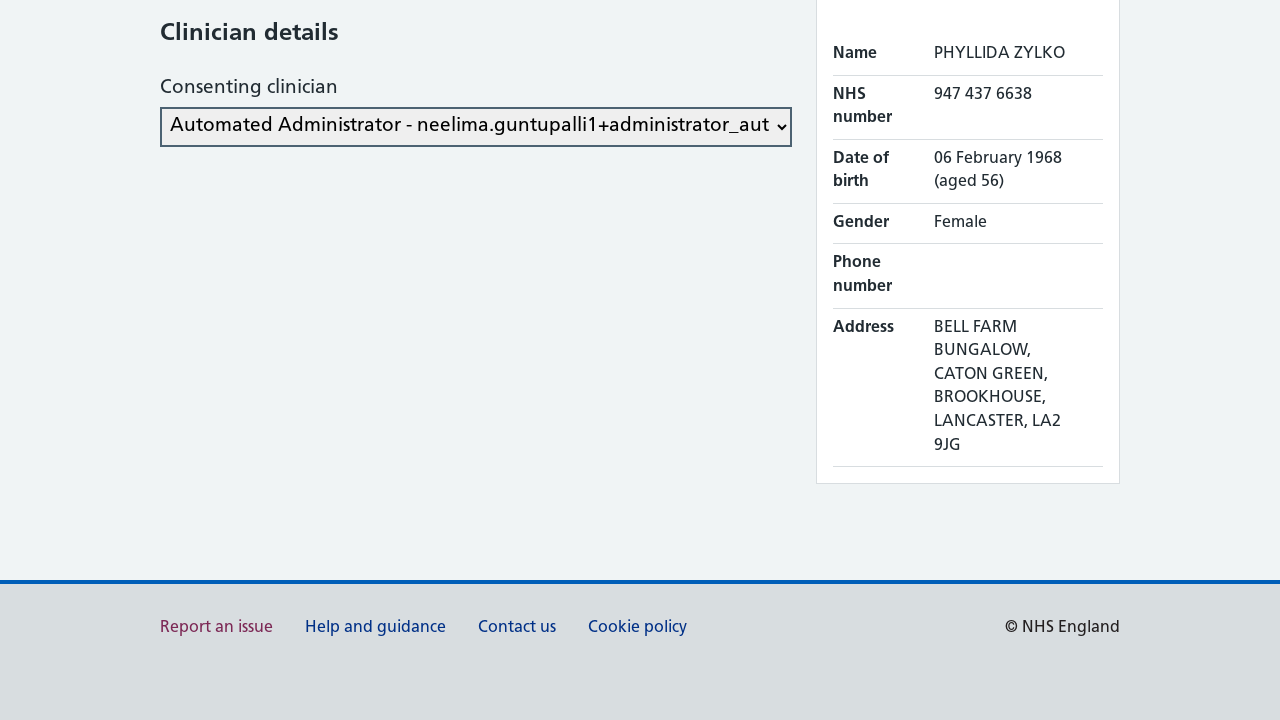 Clinician details
Consenting clinician
Automated Administrator - neelima.guntupalli1+administrator_aut
Name PHYLLIDA ZYLKO
NHS number 947 437 6638
Date of birth 06 February 1968 (aged 56)
Gender Female
Phone number
Address BELL FARM
BUNGALOW,
CATON GREEN,
BROOKHOUSE,
LANCASTER, LA2
9JG
Report an issue Help and guidance Contact us Cookie policy © NHS England